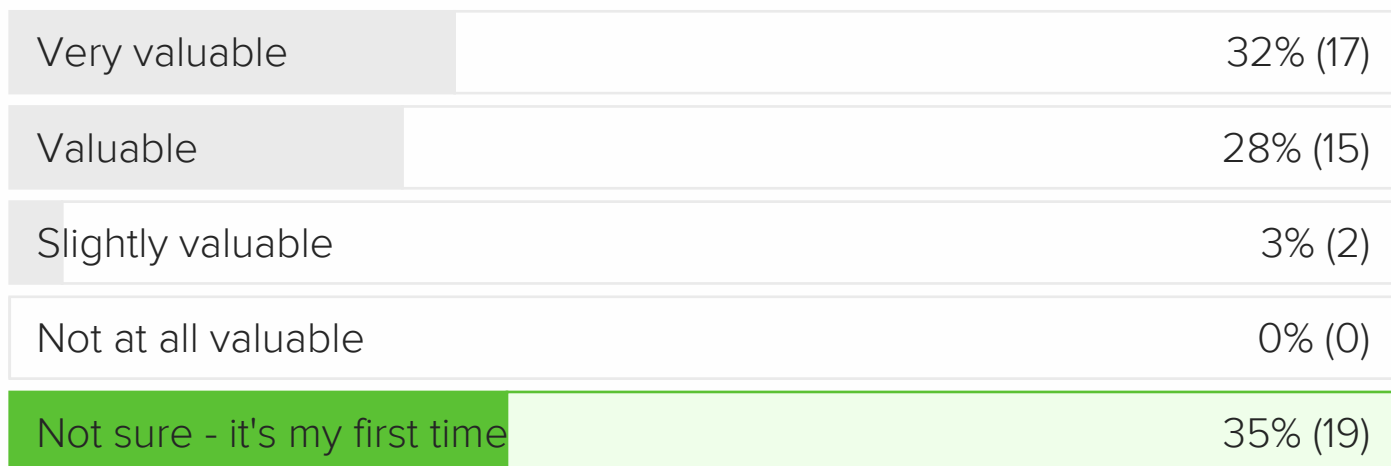 Very valuable 32% (17)
Valuable 28% (15)
Slightly valuable 3% (2)
Not at all valuable 0% (0)
Not sure - it's my first time 35% (19)